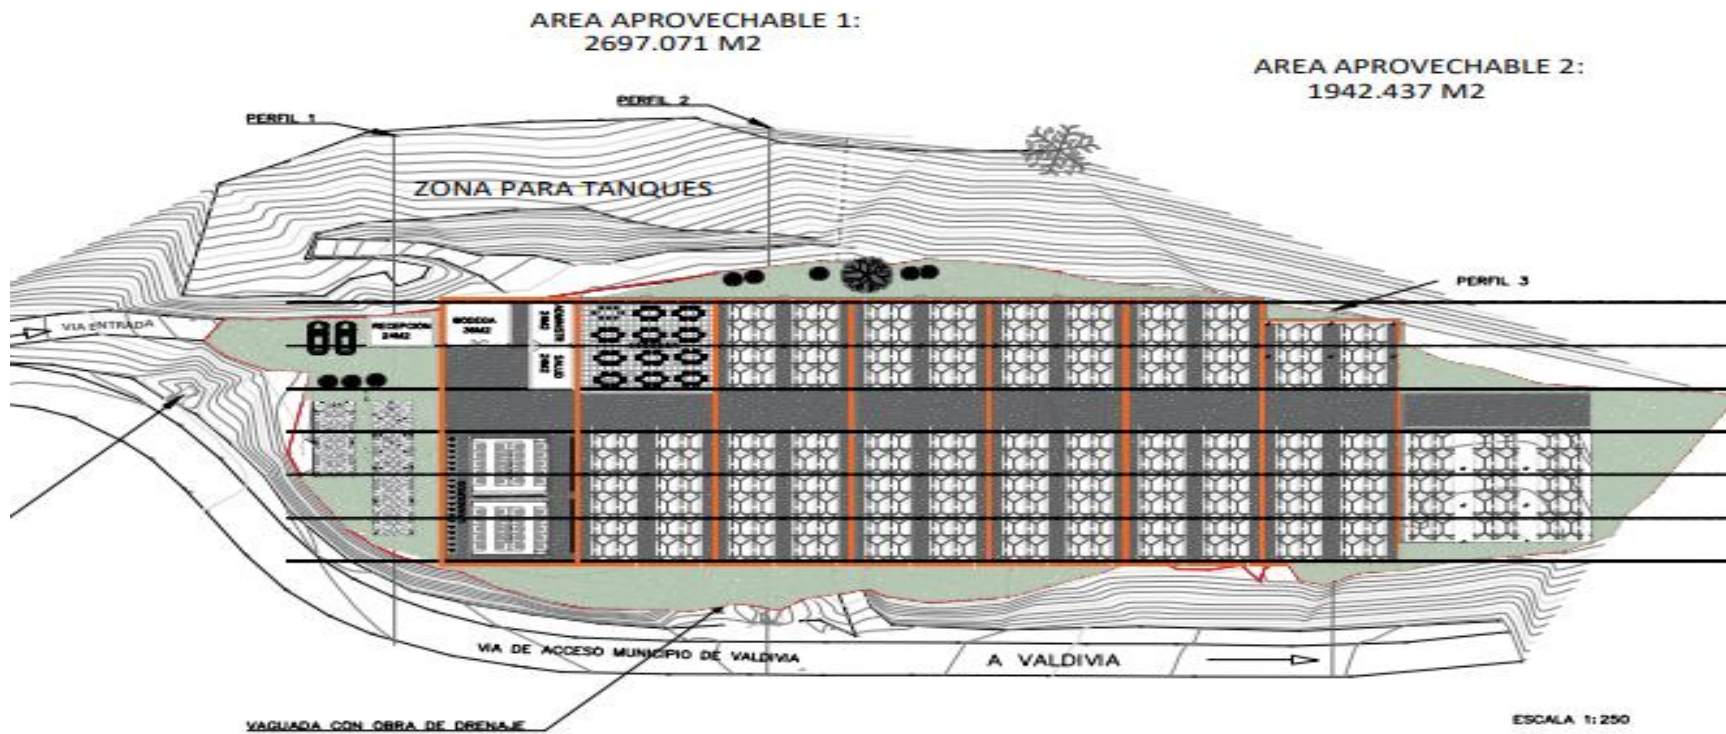 AREA APROVECHABLE 1:
2697.071 M2
AREA APROVECHABLE 2:
1942.437 M2
PERFIL 1
PERFIL 2
ZONA PARA TANQUES
PERFIL 3
VIA ENTRADA
RECEPCION
24M2
BODEGA
36M2
SALUD
24M2
VIA DE ACCESO MUNICIPIO DE VALDIVIA
A VALDIVIA
VAGUADA CON OBRA DE DRENAJE
ESCALA 1:250